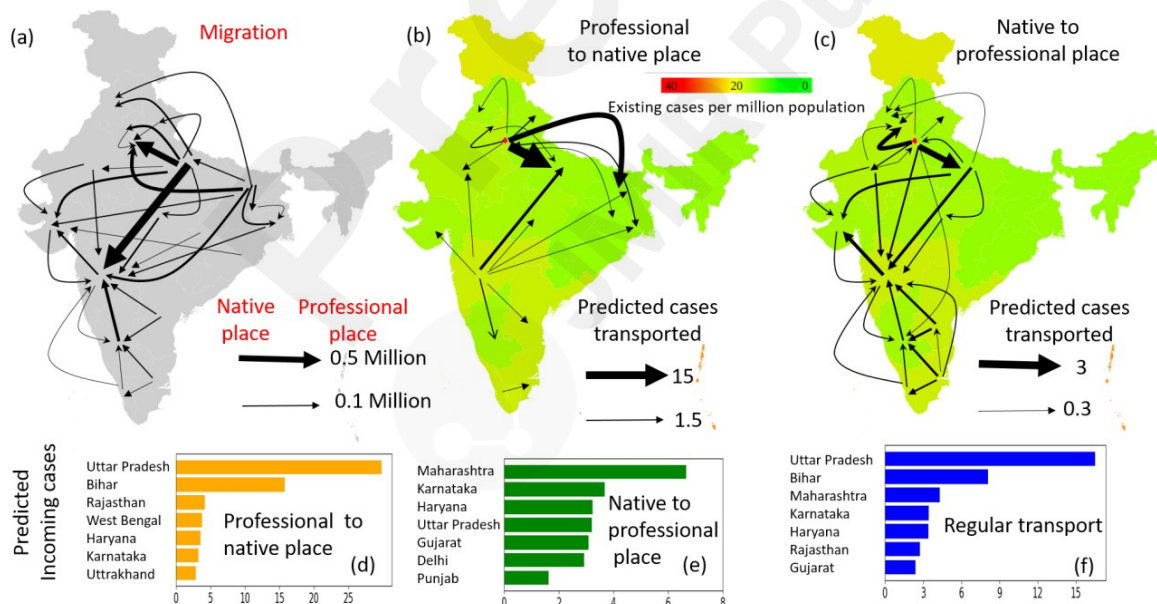 (a)
Migration
Native
place
Professional
place
0.5 Million
0.1 Million
(b)
Professional
to native place
40
20
0
Existing cases per million population
Predicted cases
transported
15
1.5
(c)
Native to
professional place
Predicted cases
transported
3
0.3
Predicted
Incoming cases
Uttar Pradesh
Bihar
Rajasthan
West Bengal
Haryana
Karnataka
Uttrakhand
Professional to
native place
(d)
0 5 10 15 20 25
Maharashtra
Karnataka
Haryana
Uttar Pradesh
Gujarat
Delhi
Punjab
Native to
professional
place
(e)
0 2 4 6 8
Uttar Pradesh
Bihar
Maharashtra
Karnataka
Haryana
Rajasthan
Gujarat
Regular transport
(f)
0 3 6 9 12 15